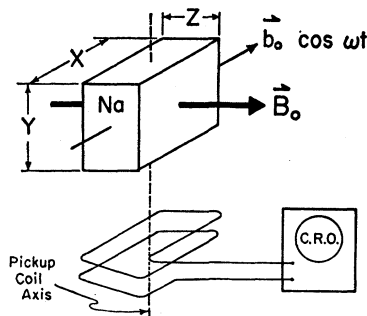 Z
b⃗₀ cos ωt
X
Na
B⃗₀
Y
C.R.O.
Pickup
Coil
Axis